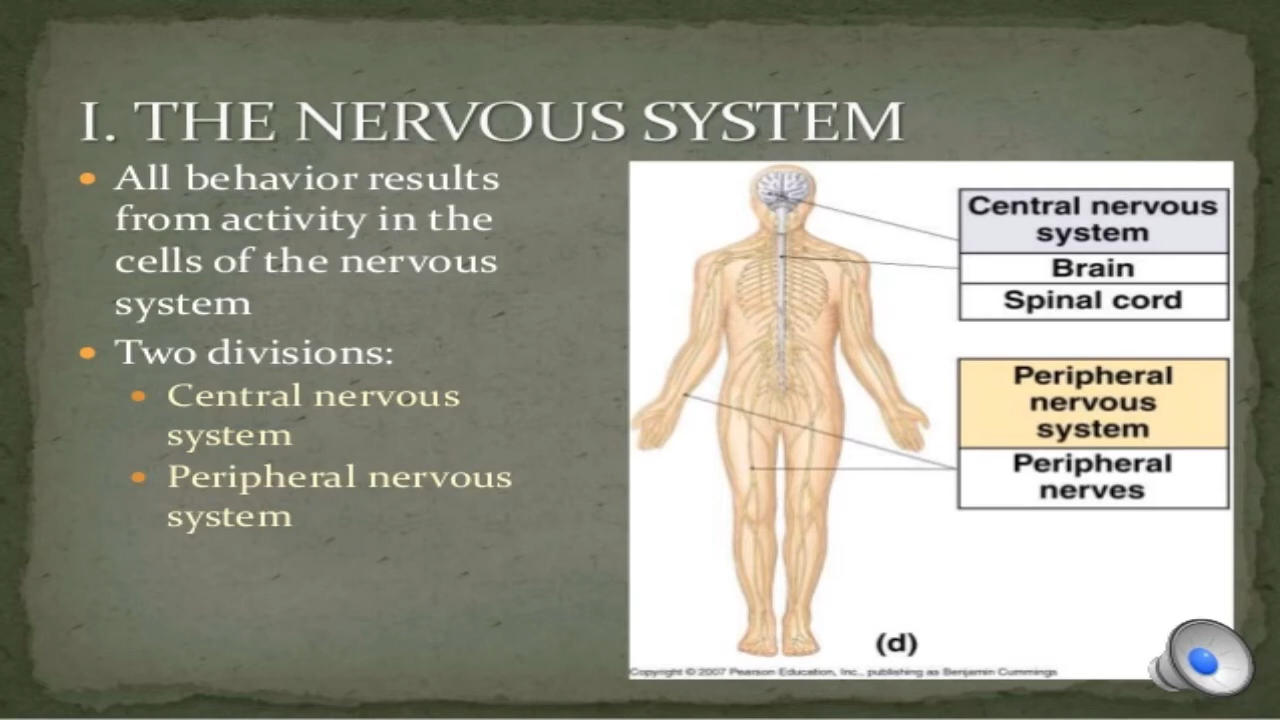 I. THE NERVOUS SYSTEM
All behavior results
from activity in the
cells of the nervous
system
Two divisions:
Central nervous
system
Peripheral nervous
system
Central nervous
system
Brain
Spinal cord
Peripheral
nervous
system
Peripheral
nerves
(d)
Copyright © 2007 Pearson Education, Inc., publishing as Benjamin Cummings